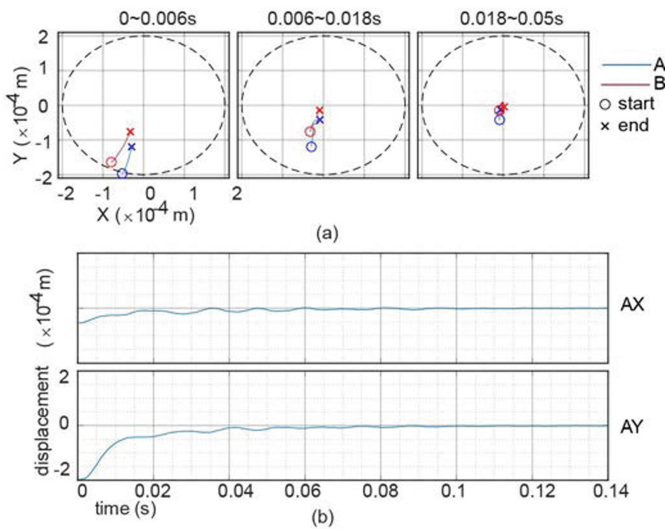 0~0.006s 0.006~0.018s 0.018~0.05s
2
1
0
-1
-2
Y (×10⁻⁴ m)
-2 -1 0 1 2
X (×10⁻⁴ m)
A
B
start
end
(a)
(×10⁻⁴ m)
AX
displacement
2
0
-2
AY
0 0.02 0.04 0.06 0.08 0.1 0.12 0.14
time (s)
(b)